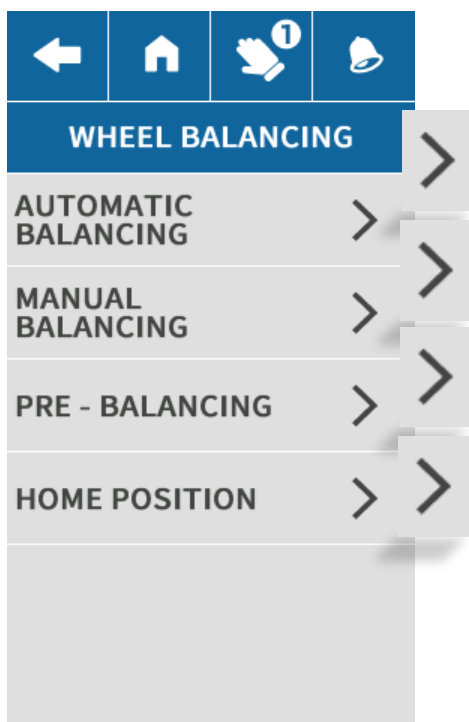 1
WHEEL BALANCING
AUTOMATIC
BALANCING
MANUAL
BALANCING
PRE - BALANCING
HOME POSITION